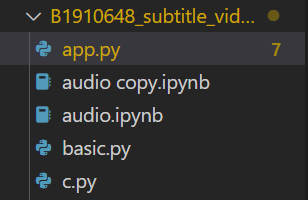 B1910648_subtitle_vid...
app.py 7
audio copy.ipynb
audio.ipynb
basic.py
c.py